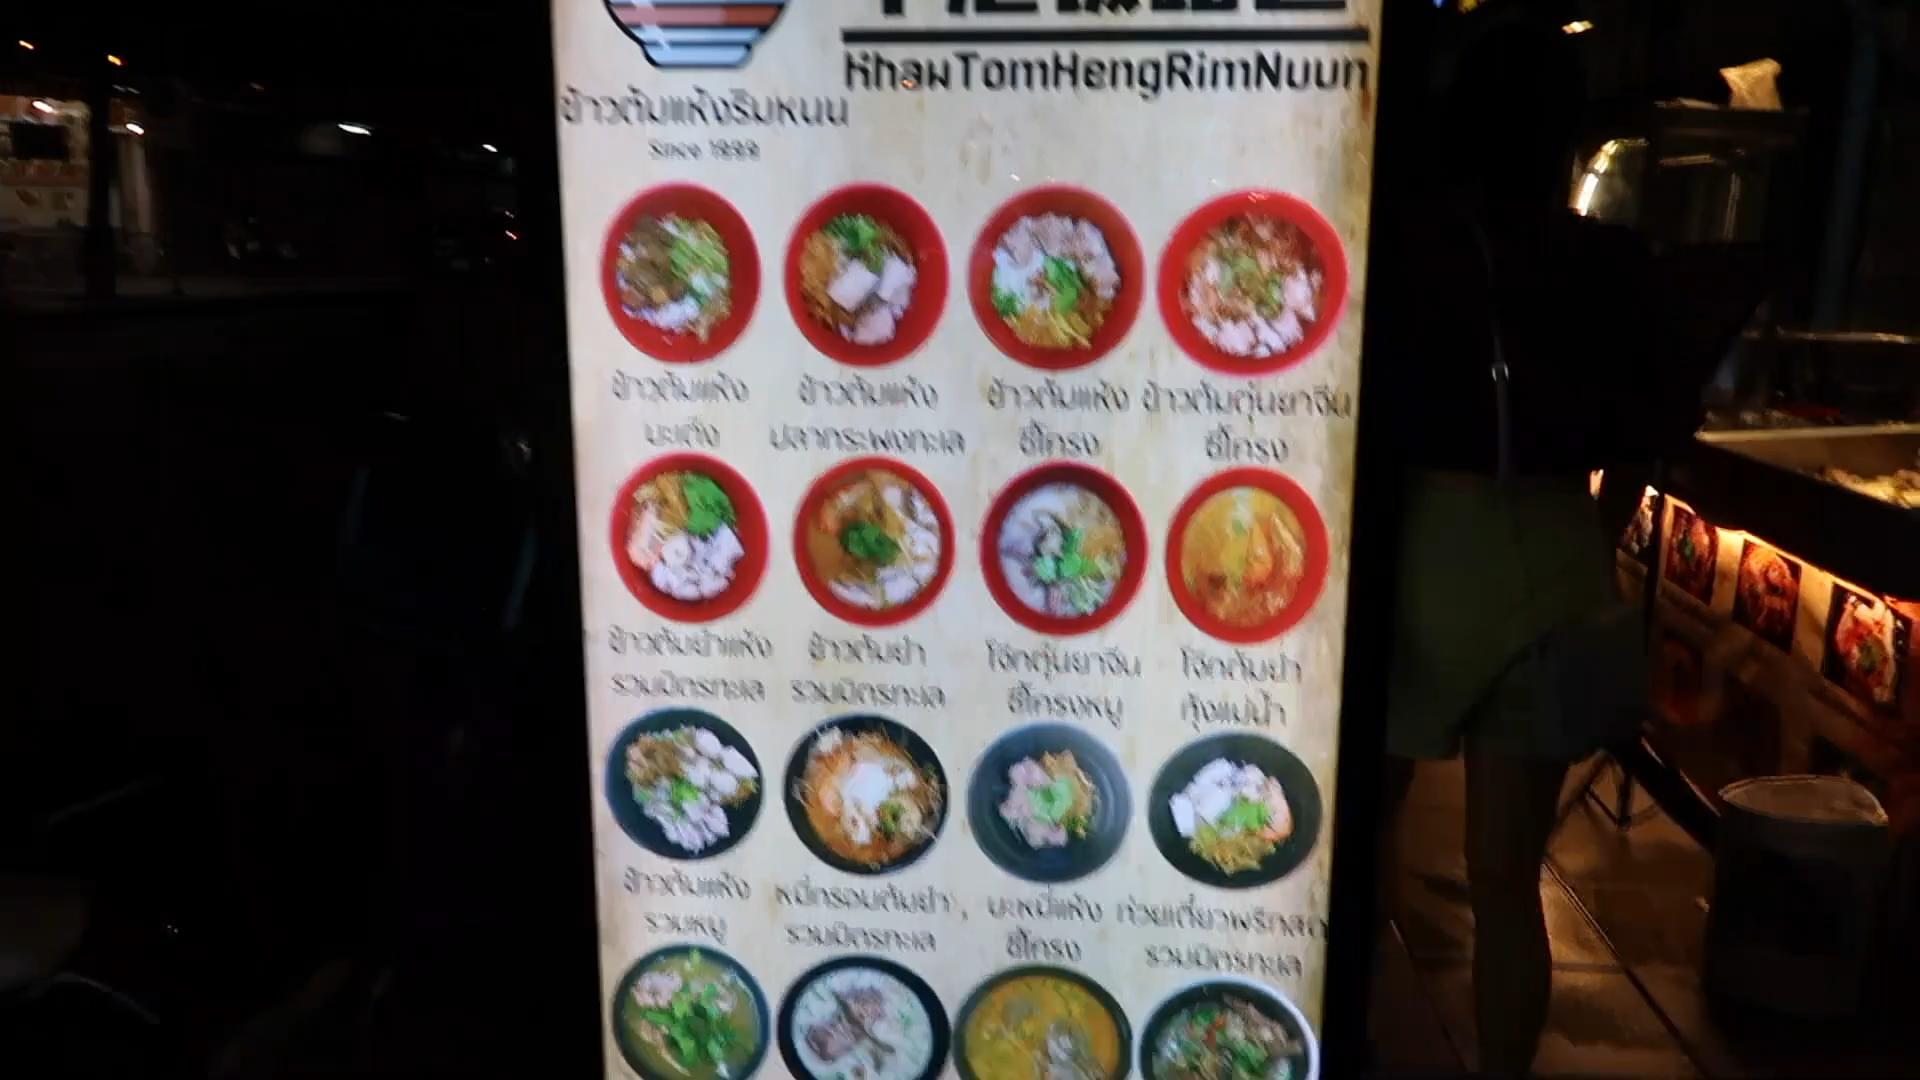 KhawTomHengRimNuun
ข้าวต้มแห้งริมหนน
Since 1999
ข้าวต้มแห้ง ข้าวต้มแห้ง ข้าวต้มแห้ง ข้าวต้มตุ๋นยาจีน
มะเต็ง ปลากระพงทะเล ซี่โครง ซี่โครง
ข้าวต้มยำแห้ง ข้าวต้มยำ โจ๊กตุ๋นยาจีน โจ๊กต้มยำ
รวมมิตรทะเล รวมมิตรทะเล ซี่โครงหมู กุ้งแม่น้ำ
ข้าวต้มแห้ง หมี่กรอบต้มยำ บะหมี่แห้ง ก๋วยเตี๋ยวพริกสด
รวมหมู รวมมิตรทะเล ซี่โครง รวมมิตรทะเล